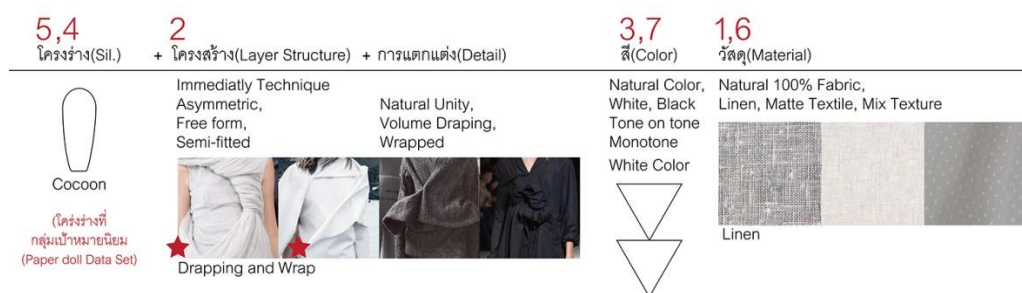 5,4
โครงร่าง(Sil.)
+
2
โครงสร้าง(Layer Structure)
+ การแตกแต่ง(Detail)
3,7
สี(Color)
1,6
วัสดุ(Material)
Cocoon
(โคร่งร่างที่
กลุ่มเป้าหมายนิยม
(Paper doll Data Set)
Immediatly Technique
Asymmetric,
Free form,
Semi-fitted
Natural Unity,
Volume Draping,
Wrapped
Drapping and Wrap
Natural Color,
White, Black
Tone on tone
Monotone
White Color
Natural 100% Fabric,
Linen, Matte Textile, Mix Texture
Linen